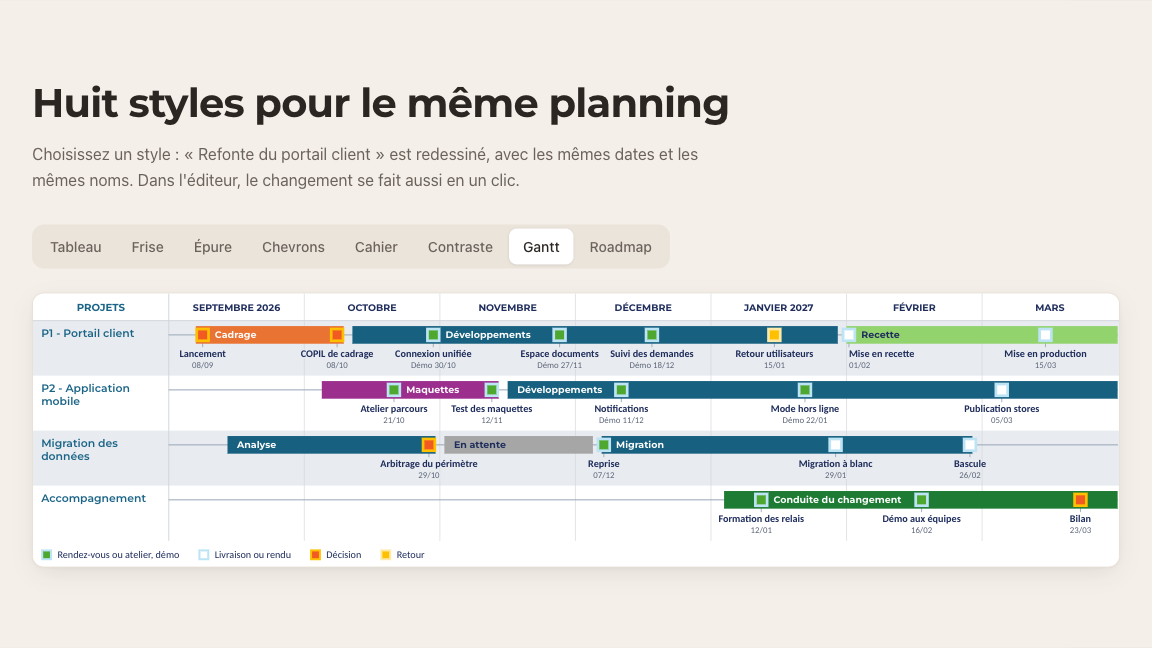 Huit styles pour le même planning
Choisissez un style : « Refonte du portail client » est redessiné, avec les mêmes dates et les
mêmes noms. Dans l'éditeur, le changement se fait aussi en un clic.
Tableau Frise Épure Chevrons Cahier Contraste Gantt Roadmap
PROJETS SEPTEMBRE 2026 OCTOBRE NOVEMBRE DÉCEMBRE JANVIER 2027 FÉVRIER MARS
P1 - Portail client Cadrage Développements Recette
Lancement COPIL de cadrage Connexion unifiée Espace documents Suivi des demandes Retour utilisateurs Mise en recette Mise en production
08/09 08/10 Démo 30/10 Démo 27/11 Démo 18/12 15/01 01/02 15/03
P2 - Application Maquettes Développements
mobile
Atelier parcours Test des maquettes Notifications Mode hors ligne Publication stores
21/10 12/11 Démo 11/12 Démo 22/01 05/03
Migration des Analyse En attente Migration
données
Arbitrage du périmètre Reprise Migration à blanc Bascule
29/10 07/12 29/01 26/02
Accompagnement Conduite du changement
Formation des relais Démo aux équipes Bilan
12/01 16/02 23/03
Rendez-vous ou atelier, démo Livraison ou rendu Décision Retour